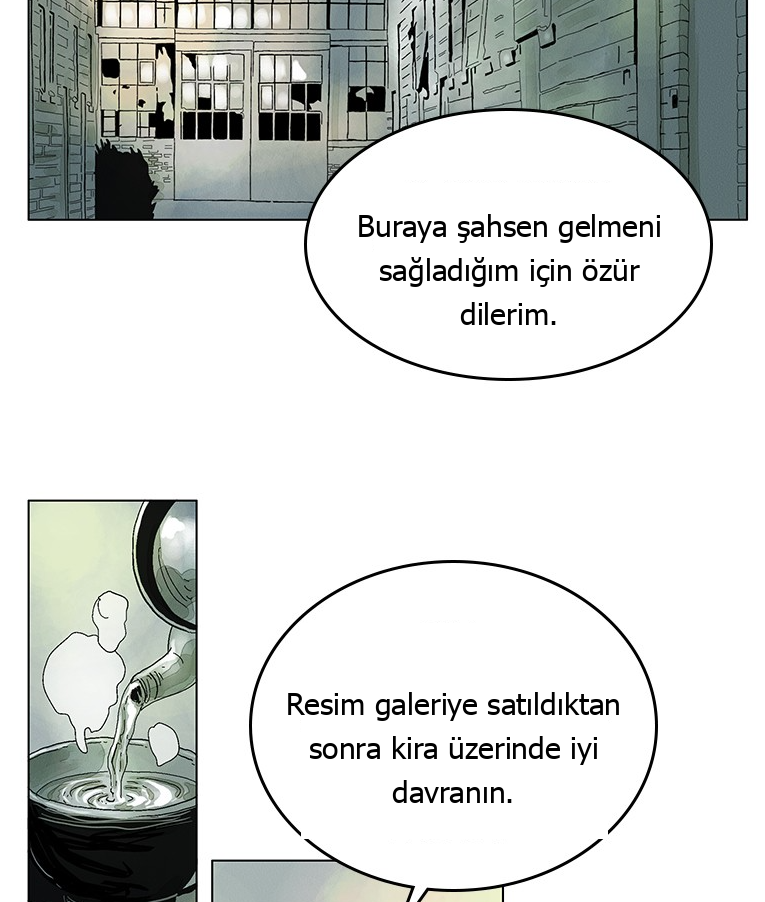 Buraya şahsen gelmeni
sağladığım için özür
dilerim.
Resim galeriye satıldıktan
sonra kira üzerinde iyi
davranın.